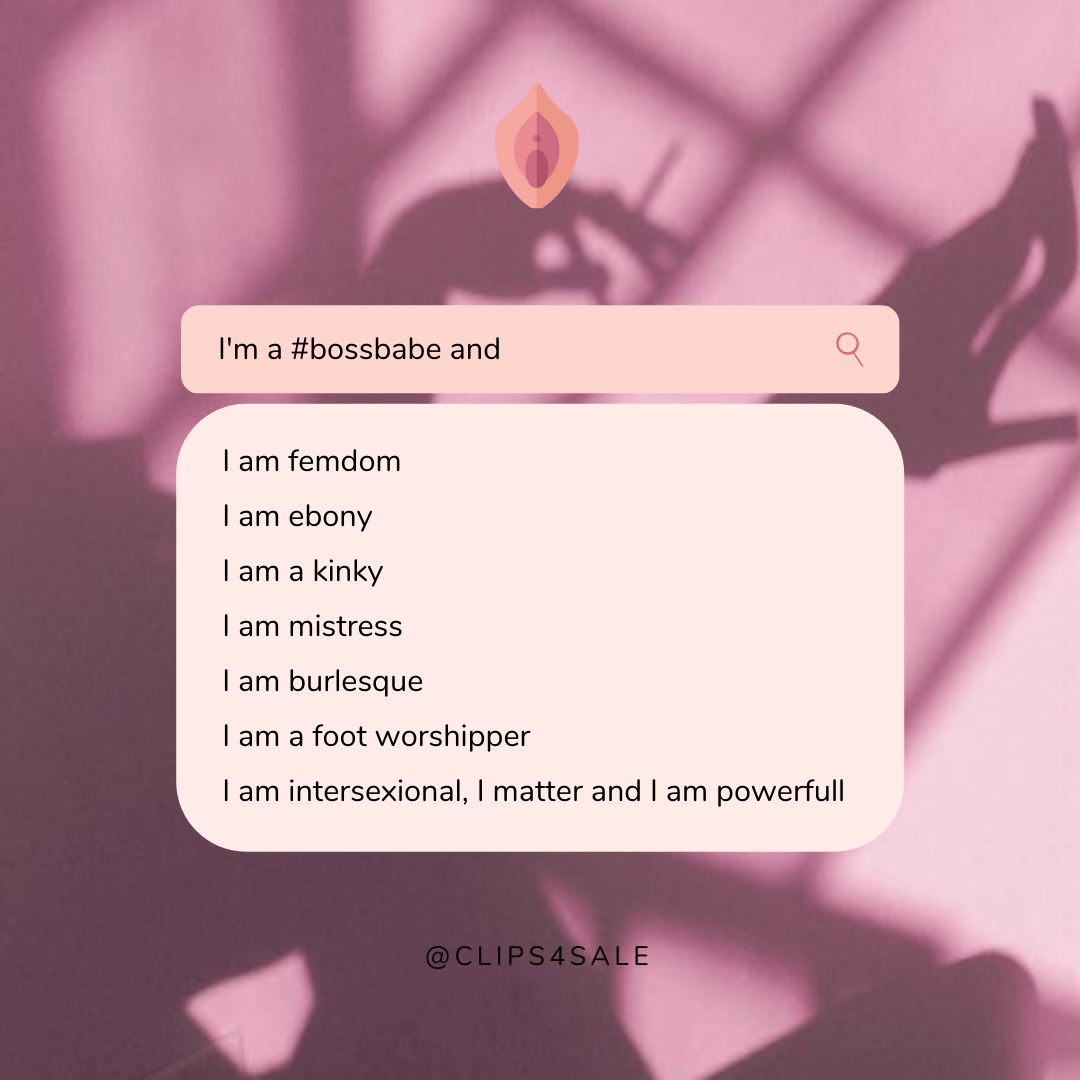 I'm a #bossbabe and
I am femdom
I am ebony
I am a kinky
I am mistress
I am burlesque
I am a foot worshipper
I am intersexional, I matter and I am powerfull
@CLIPS4SALE